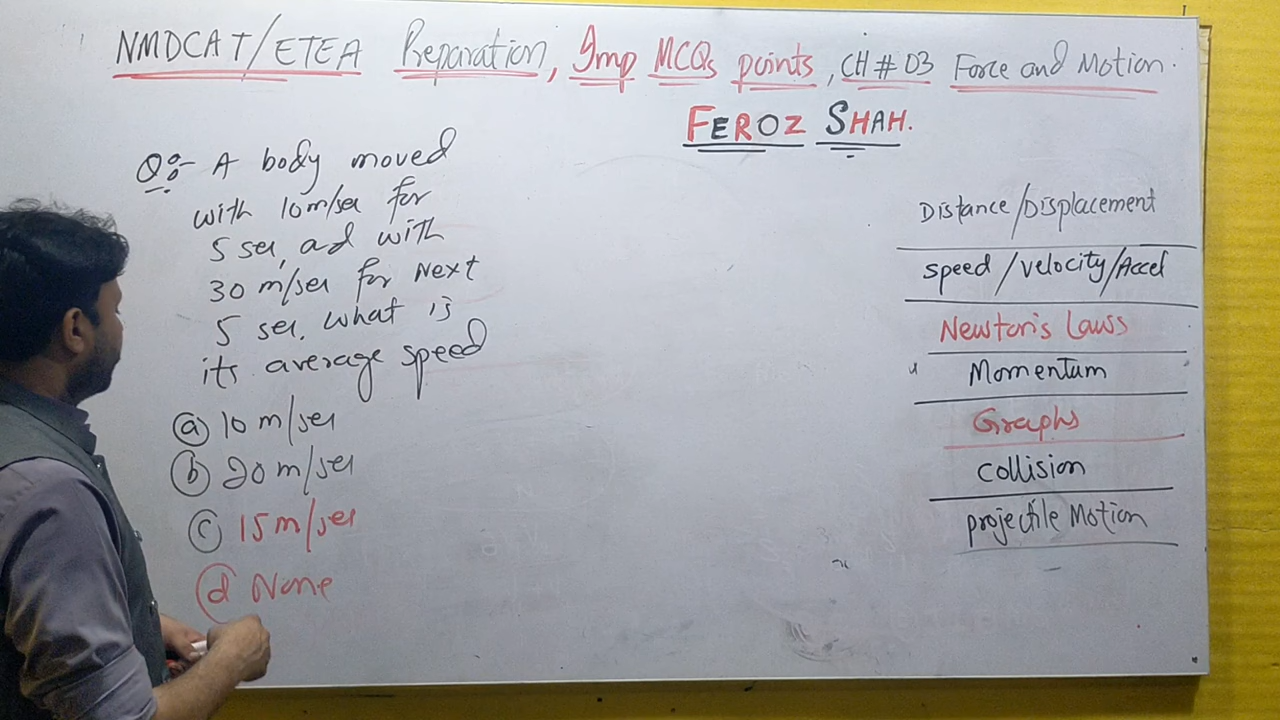 NMDCAT/ETEA Preparation, Imp MCQs points, CH # 03 Force and Motion.
FEROZ SHAH.
Q:- A body moved
with 10m/sec for
5 sec, ad with
30 m/sec for Next
5 sec. what is
its average speed
(a) 10 m/sec
(b) 20 m/sec
(c) 15 m/sec
(d) None
Distance/Displacement
speed /velocity/Accel
Newton's Laws
Momentum
Graphs
collision
projectile Motion